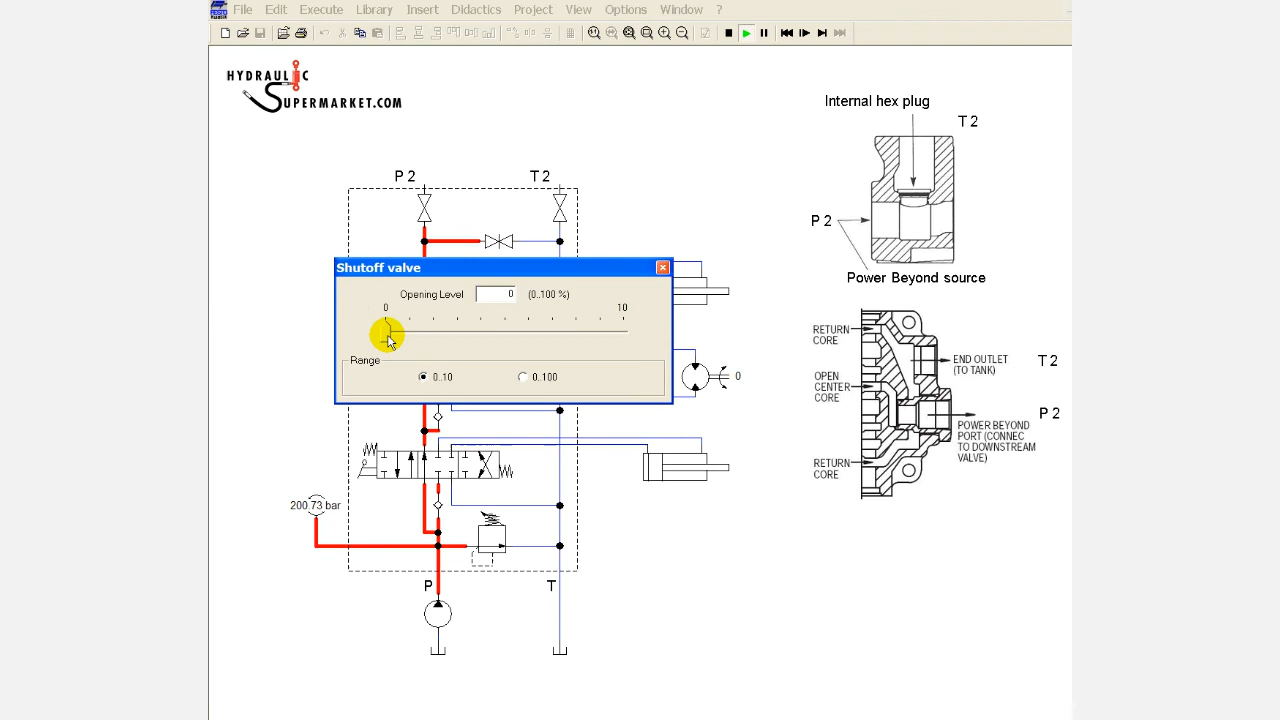 File Edit Execute Library Insert Didactics Project View Options Window ?
HYDRAULIC
SUPERMARKET.COM
Internal hex plug
T 2
P 2
Power Beyond source
P 2 T 2
Shutoff valve
Opening Level 0 (0..100 %)
0 10
Range
0..10 0..100
0
200.73 bar
P T
RETURN
CORE
END OUTLET
(TO TANK)
T 2
OPEN
CENTER
CORE
P 2
POWER BEYOND
PORT (CONNEC
TO DOWNSTREAM
VALVE)
RETURN
CORE